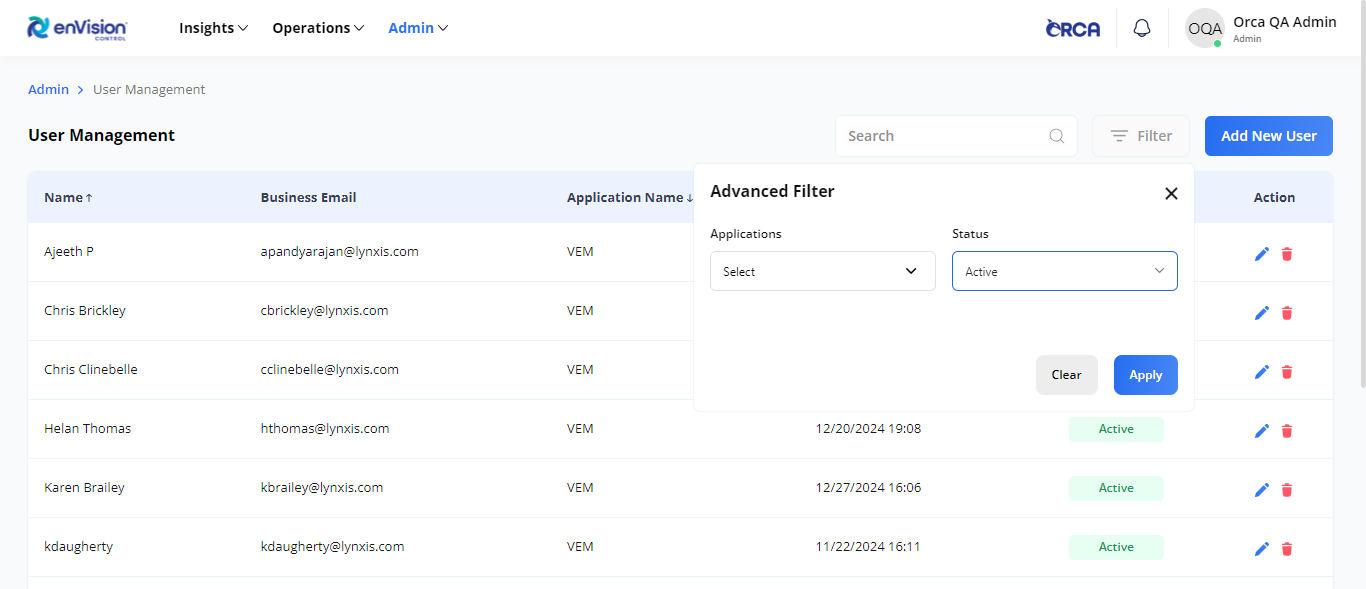 enVision
CONTROL
Insights
Operations
Admin
ORCA
OQA
Orca QA Admin
Admin
Admin > User Management
User Management
Search
Filter
Add New User
Name↑
Business Email
Application Name↓
Action
Advanced Filter
Applications
Status
Select
Active
Clear
Apply
Ajeeth P
apandyarajan@lynxis.com
VEM
Chris Brickley
cbrickley@lynxis.com
VEM
Chris Clinebelle
cclinebelle@lynxis.com
VEM
Helan Thomas
hthomas@lynxis.com
VEM
12/20/2024 19:08
Active
Karen Brailey
kbrailey@lynxis.com
VEM
12/27/2024 16:06
Active
kdaugherty
kdaugherty@lynxis.com
VEM
11/22/2024 16:11
Active